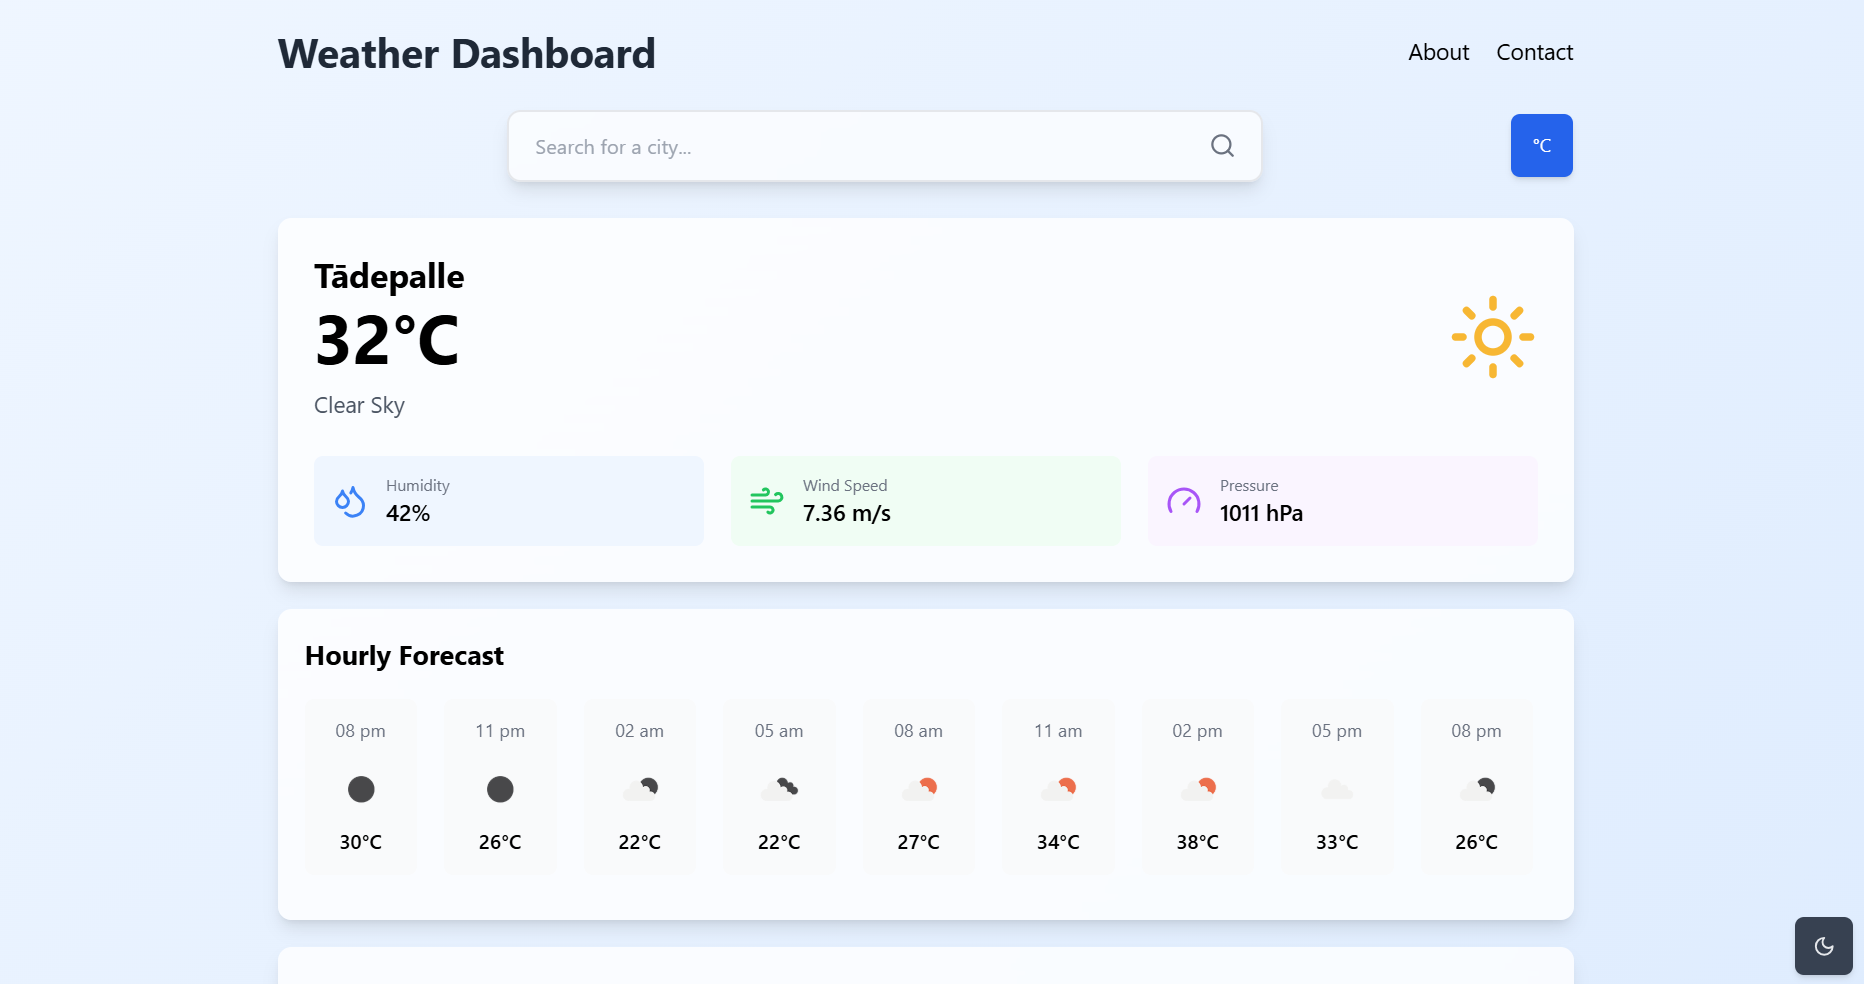 Weather Dashboard
About Contact
Search for a city...
°C
Tādepalle
32°C
Clear Sky
Humidity
42%
Wind Speed
7.36 m/s
Pressure
1011 hPa
Hourly Forecast
08 pm 11 pm 02 am 05 am 08 am 11 am 02 pm 05 pm 08 pm
30°C 26°C 22°C 22°C 27°C 34°C 38°C 33°C 26°C